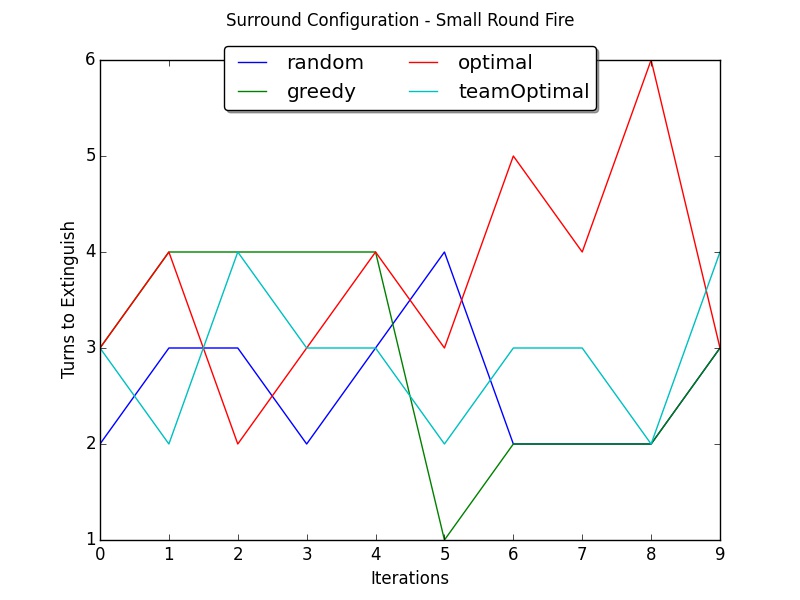 Surround Configuration - Small Round Fire
random optimal
greedy teamOptimal
6
5
4
3
2
1
Turns to Extinguish
0 1 2 3 4 5 6 7 8 9
Iterations